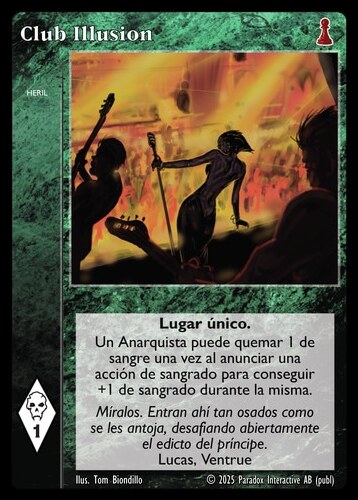 Club Illusion
HERIL
Lugar único.
Un Anarquista puede quemar 1 de
sangre una vez al anunciar una
acción de sangrado para conseguir
+1 de sangrado durante la misma.
Míralos. Entran ahí tan osados como
se les antoja, desafiando abiertamente
el edicto del príncipe.
Lucas, Ventrue
1
Ilus. Tom Biondillo
© 2025 Paradox Interactive AB (publ)